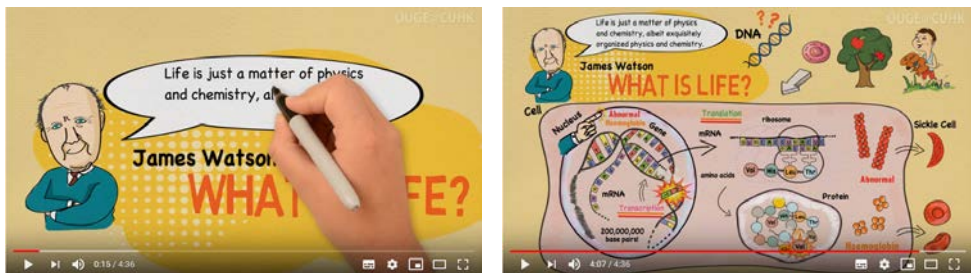 OUGE@CUHK
Life is just a matter of physics
and chemistry, al
James Watson
WHAT IFE?
0:15 / 4:36
OUGE@CUHK
Life is just a matter of physics
and chemistry, albeit exquisitely
organized physics and chemistry.
DNA
??
James Watson
WHAT IS LIFE?
Cell
Nucleus
Abnormal
Haemoglobin
Gene
Translation
mRNA
ribosome
Sickle Cell
amino acids
Val His Leu Thr
Abnormal
mRNA
Transcription
Protein
200,000,000
base pairs!
Val
Haemoglobin
4:07 / 4:36